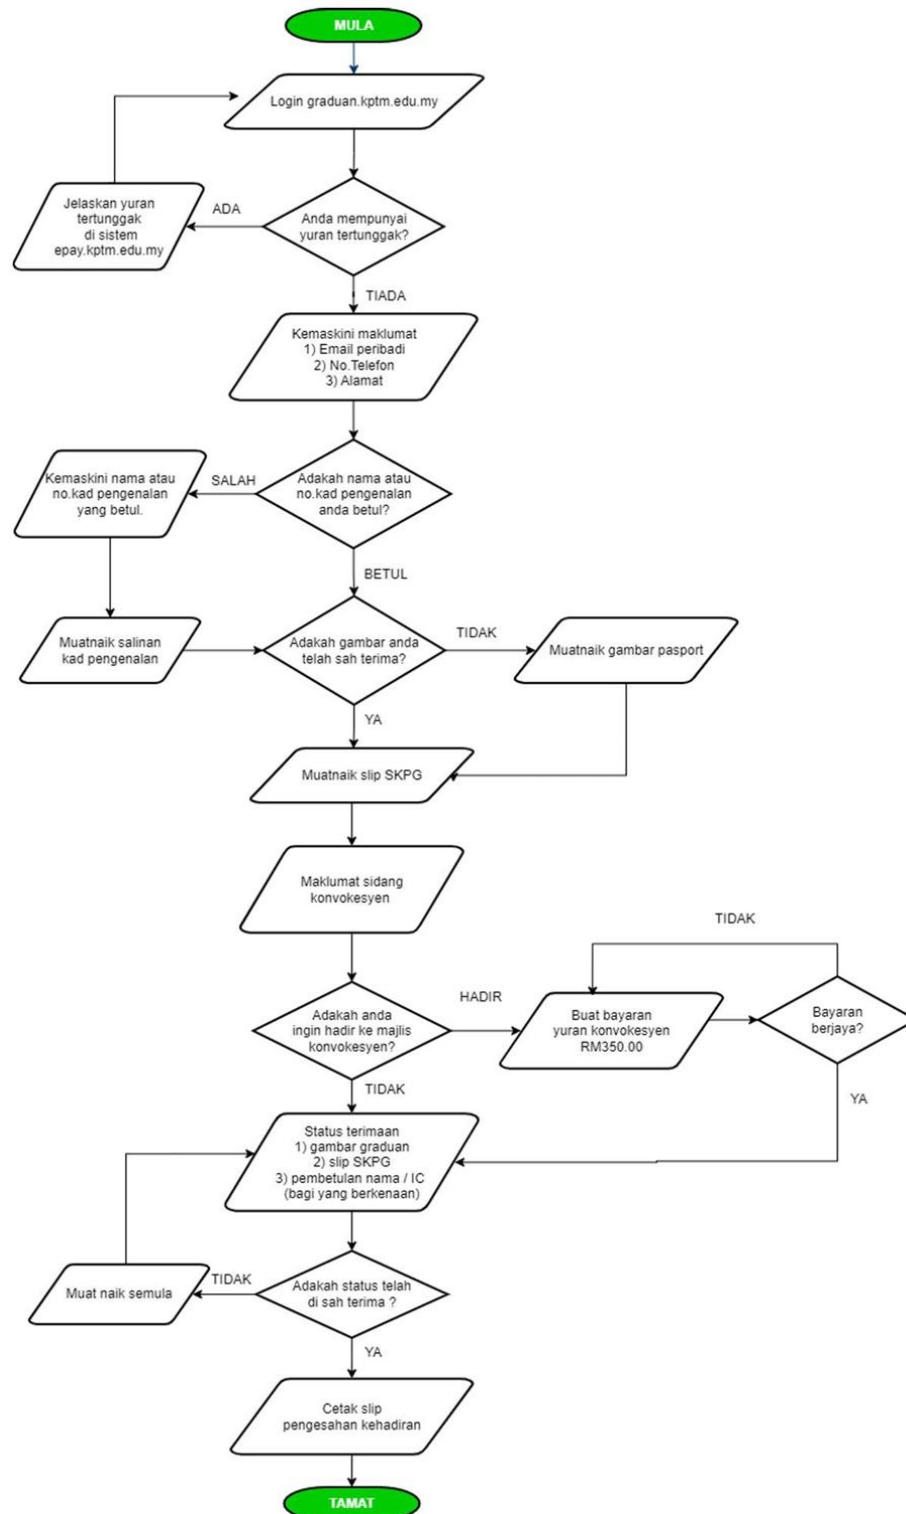 MULA
Login graduan.kptm.edu.my
Jelaskan yuran
tertunggak
di sistem
epay.kptm.edu.my
ADA
Anda mempunyai
yuran tertunggak?
TIADA
Kemaskini maklumat
1) Email peribadi
2) No.Telefon
3) Alamat
Kemaskini nama atau
no.kad pengenalan
yang betul.
SALAH
Adakah nama atau
no.kad pengenalan
anda betul?
BETUL
Muatnaik salinan
kad pengenalan
Adakah gambar anda
telah sah terima?
TIDAK
Muatnaik gambar pasport
YA
Muatnaik slip SKPG
Maklumat sidang
konvokesyen
Adakah anda
ingin hadir ke majlis
konvokesyen?
HADIR
Buat bayaran
yuran konvokesyen
RM350.00
TIDAK
Bayaran
berjaya?
YA
TIDAK
Status terimaan
1) gambar graduan
2) slip SKPG
3) pembetulan nama / IC
(bagi yang berkenaan)
Muat naik semula
TIDAK
Adakah status telah
di sah terima ?
YA
Cetak slip
pengesahan kehadiran
TAMAT